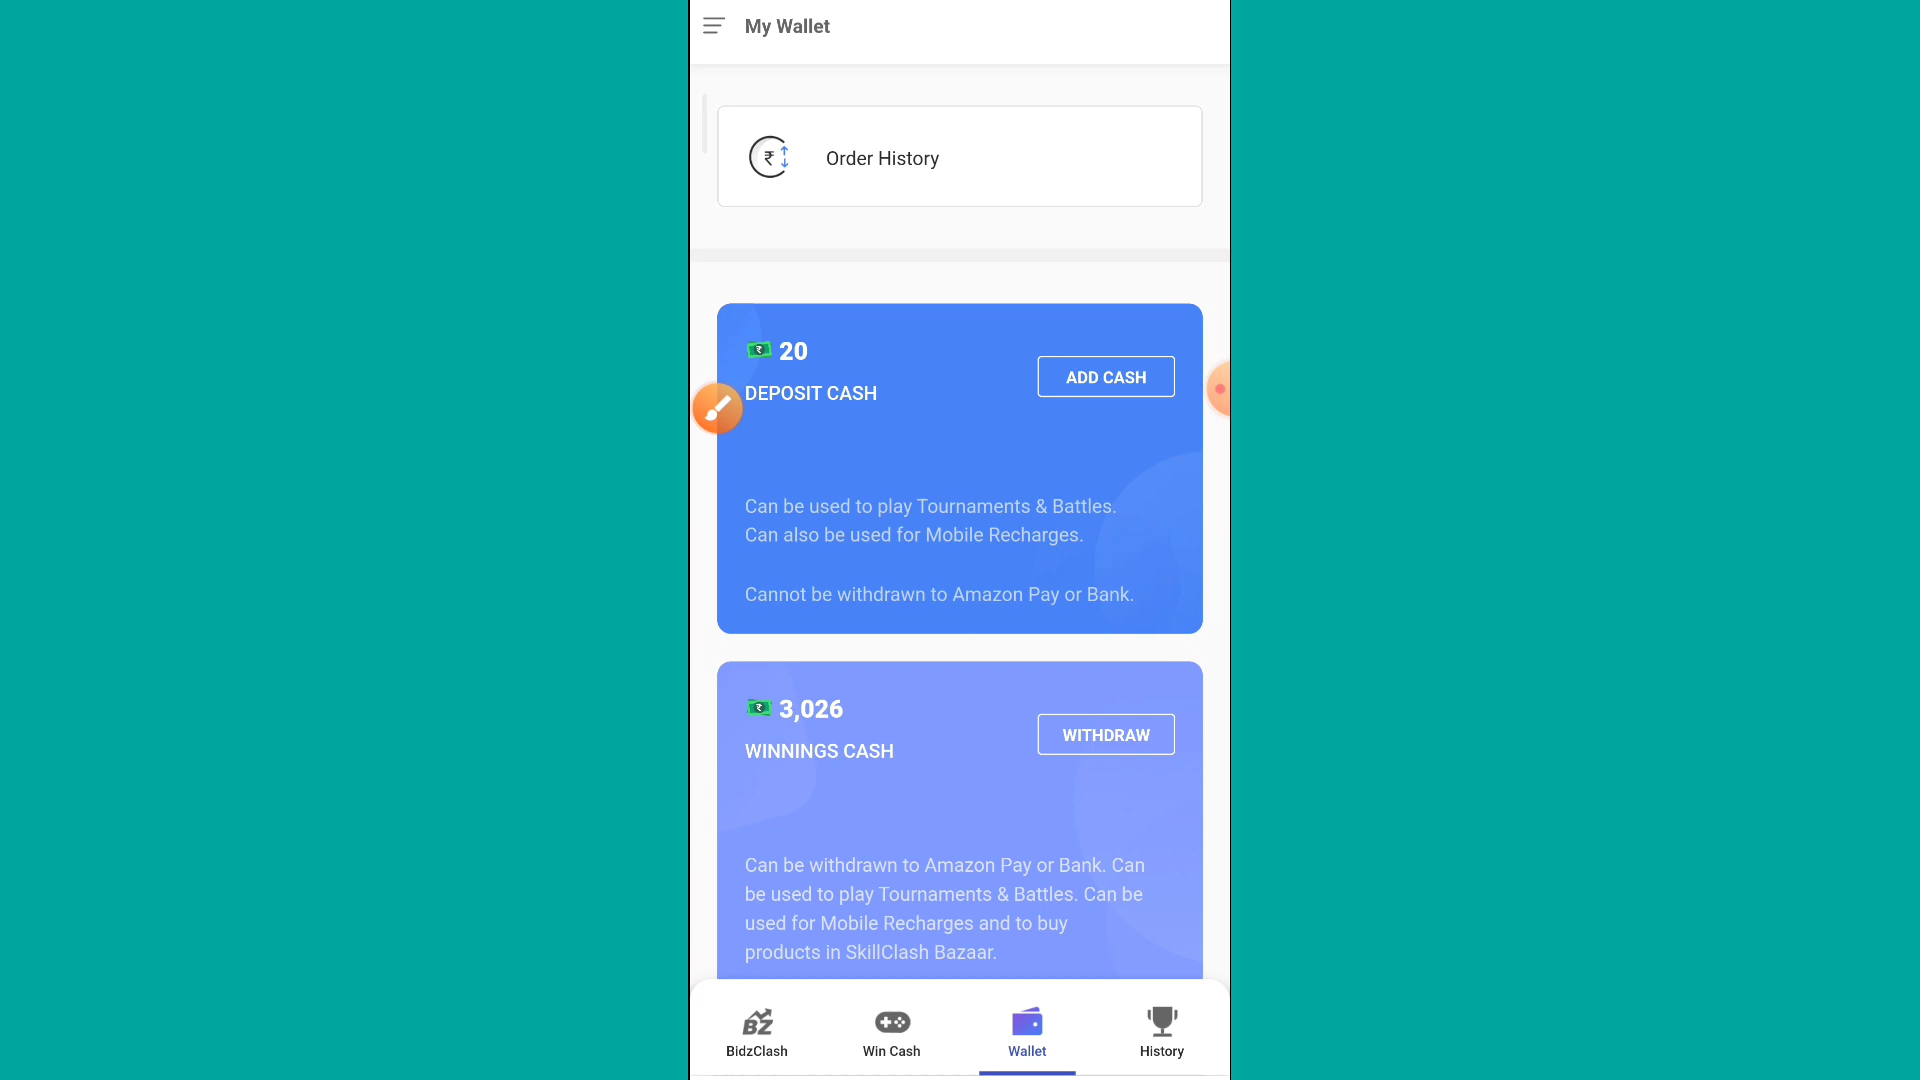 My Wallet
₹
Order History
₹ 20
DEPOSIT CASH
ADD CASH
Can be used to play Tournaments & Battles.
Can also be used for Mobile Recharges.
Cannot be withdrawn to Amazon Pay or Bank.
₹ 3,026
WINNINGS CASH
WITHDRAW
Can be withdrawn to Amazon Pay or Bank. Can
be used to play Tournaments & Battles. Can be
used for Mobile Recharges and to buy
products in SkillClash Bazaar.
BZ
BidzClash
Win Cash
Wallet
History